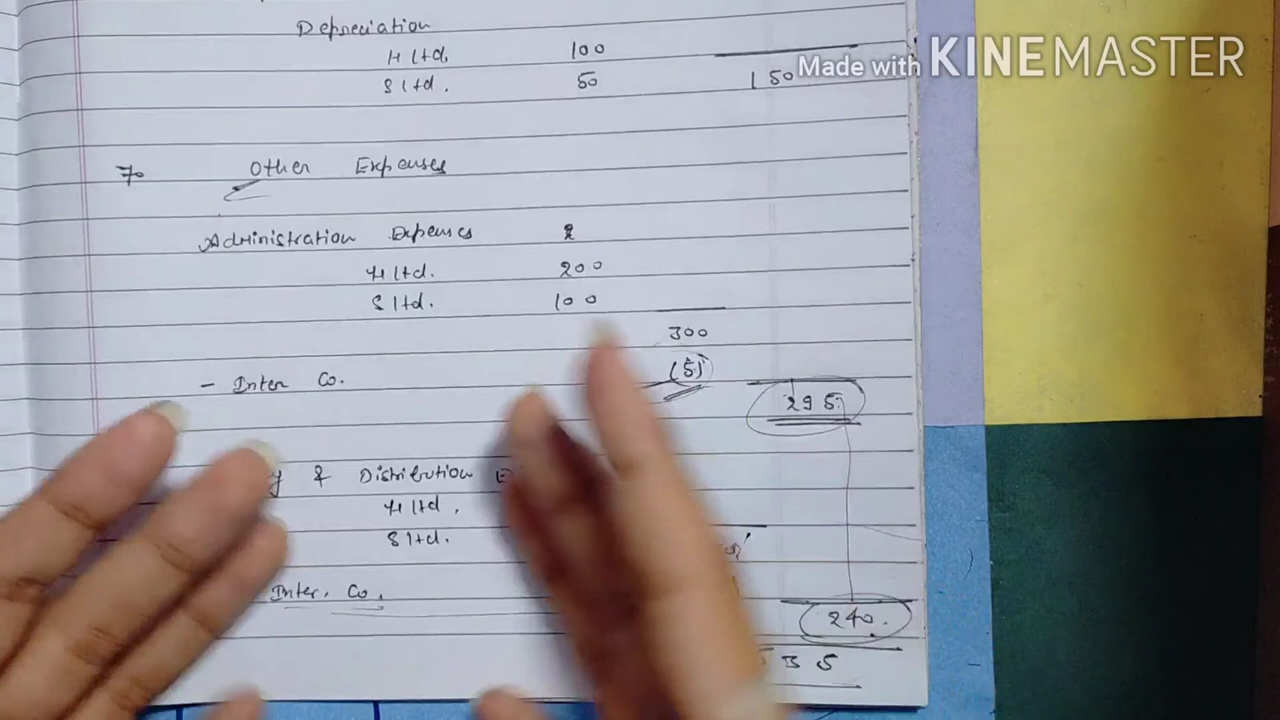 Depreciation
H Ltd. 100
S Ltd. 50 150
Made with KINEMASTER
Other Expenses
Administration Expenses
H Ltd. 200
S Ltd. 100
300
(5)
- Inter Co.
295
& Distribution
H Ltd.
S Ltd.
Inter. Co.
240.
35